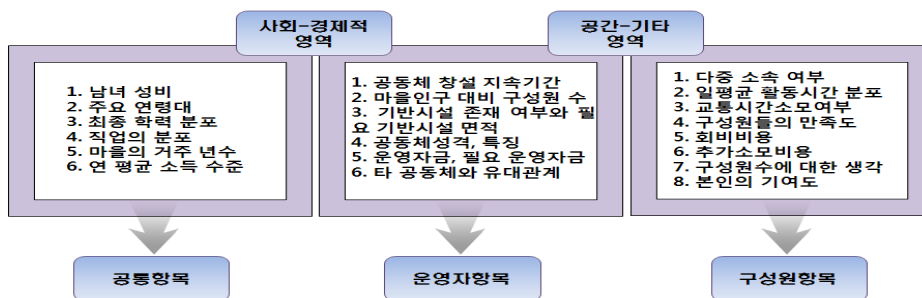 사회-경제적
영역
공간-기타
영역
1. 남녀 성비
2. 주요 연령대
3. 최종 학력 분포
4. 직업의 분포
5. 마을의 거주 년수
6. 연 평균 소득 수준
1. 공동체 창설 지속기간
2. 마을인구 대비 구성원 수
3. 기반시설 존재 여부와 필
요 기반시설 면적
4. 공동체성격, 특징
5. 운영자금, 필요 운영자금
6. 타 공동체와 유대관계
1. 다중 소속 여부
2. 일평균 활동시간 분포
3. 교통시간소모여부
4. 구성원들의 만족도
5. 회비비용
6. 추가소모비용
7. 구성원수에 대한 생각
8. 본인의 기여도
공통항목
운영자항목
구성원항목